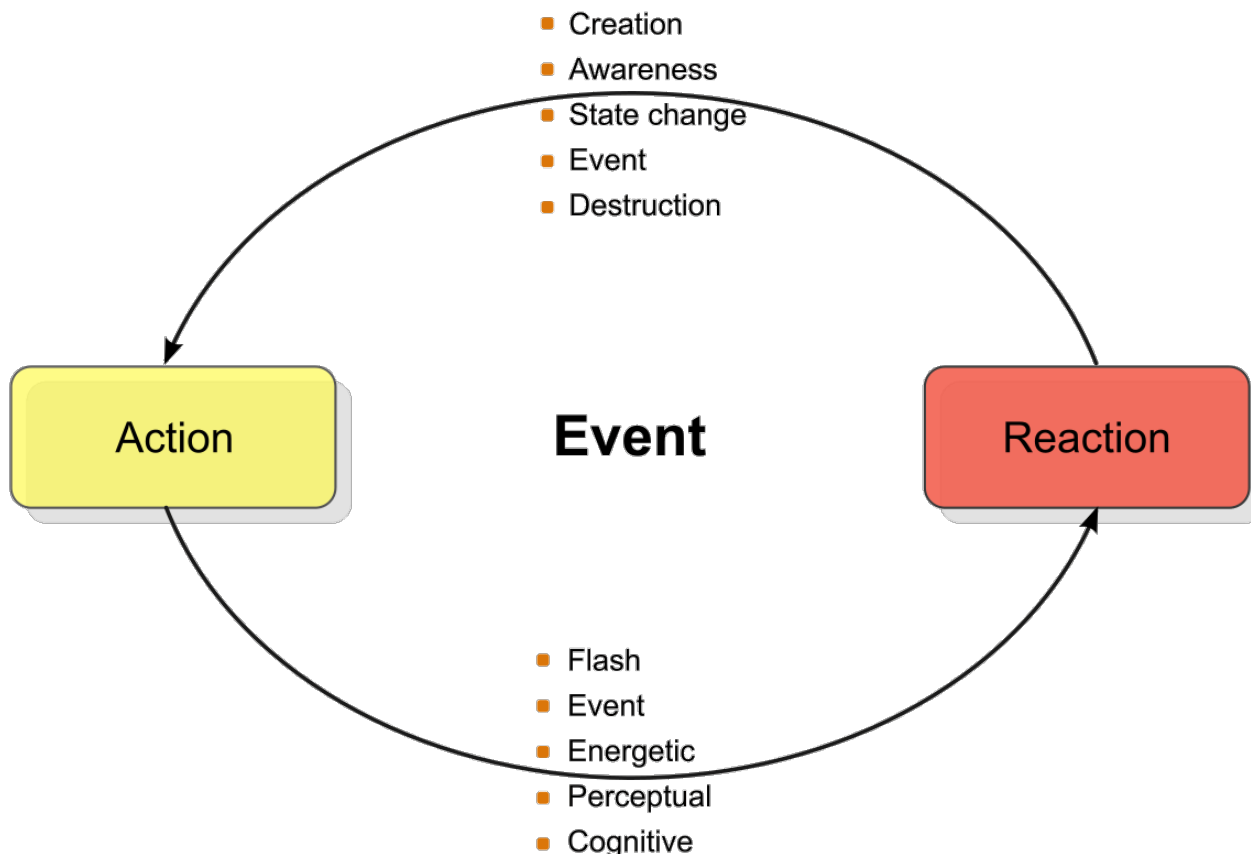 Creation
Awareness
State change
Event
Destruction
Action
Event
Reaction
Flash
Event
Energetic
Perceptual
Cognitive